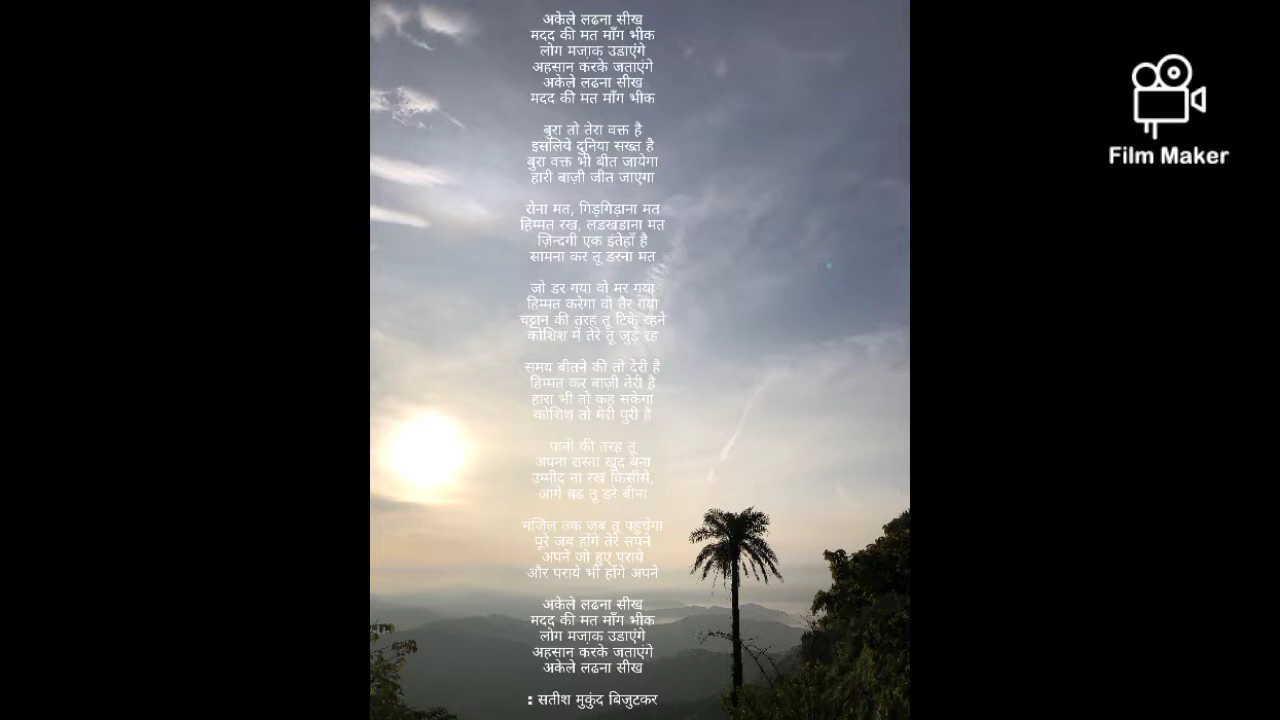 अकेले लढना सीख
मदद की मत माँग भीक
लोग मजा़क उडाएंगे
अहसान करके जताएंगे
अकेले लढना सीख
मदद की मत माँग भीक
बुरा तो तेरा वक्त है
इसलिये दुनिया सख्त है
बुरा वक्त भी बीत जायेगा
हारी बाज़ी जीत जाएगा
रोना मत, गिड़गिड़ाना मत
हिम्मत रख, लडखडाना मत
ज़िन्दगी एक इंतेहाँ है
सामना कर तू डरना मत
जो डर गया वो मर गया
हिम्मत करेगा वो तैर गया
चट्टान की तरह तू टिके रहने
कोशिश में तेरे तू जुड़े रह
समय बीतने की तो देरी है
हिम्मत कर बाज़ी तेरी है
हारा भी तो कह सकेगा
कोशिश तो मेरी पुरी है
पानी की तरह तू
अपना रास्ता खुद बना
उम्मीद ना रख किसीसे,
आगे बढ तू डरे बीना
मंजिल तक जब तू पहुचेगा
पूरे जब होंगे तेरे सपने
अपने जो हुए पराये
और पराये भी होंगे अपने
अकेले लढना सीख
मदद की मत माँग भीक
लोग मजा़क उडाएंगे
अहसान करके जताएंगे
अकेले लढना सीख
: सतीश मुकुंद बिजुटकर
Film Maker